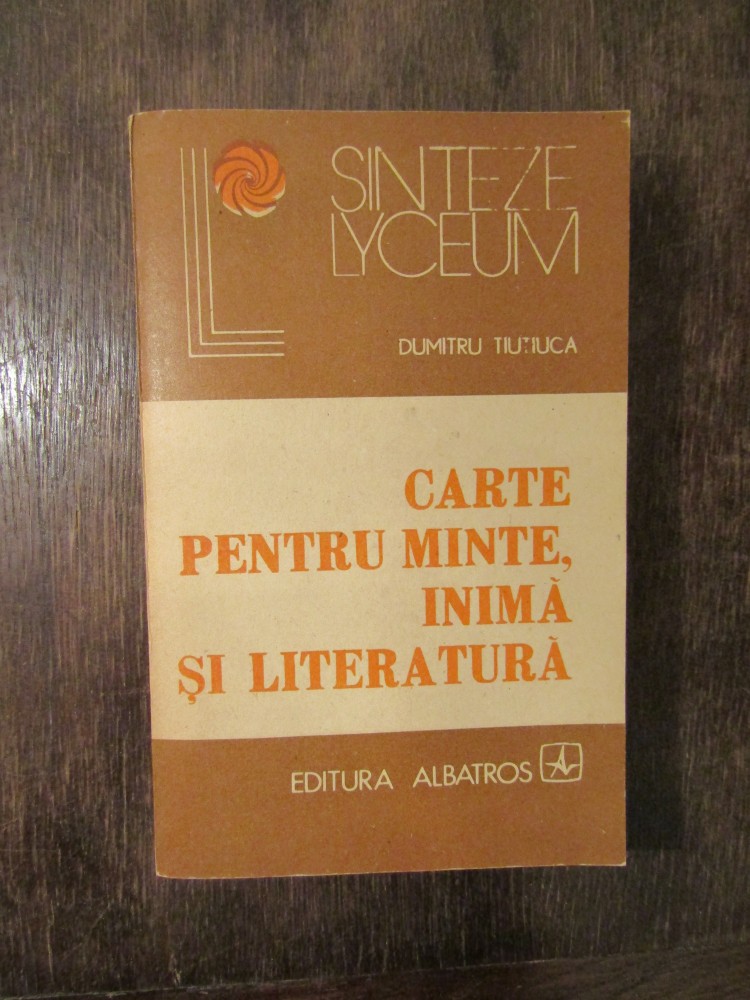 SINTEZE
LYCEUM
DUMITRU TIUTIUCA
CARTE
PENTRU MINTE,
INIMĂ
ȘI LITERATURĂ
EDITURA ALBATROS